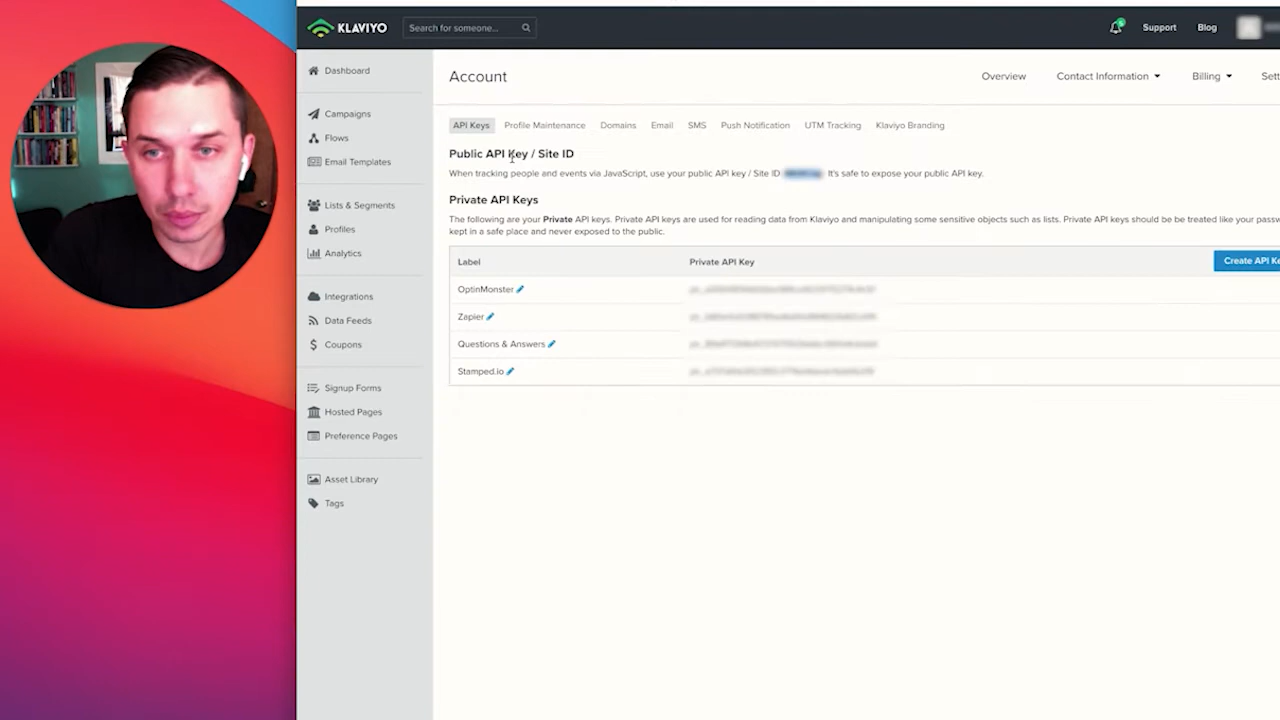 KLAVIYO
Search for someone...
Support
Blog
Dashboard
Campaigns
Flows
Email Templates
Lists & Segments
Profiles
Analytics
Integrations
Data Feeds
Coupons
Signup Forms
Hosted Pages
Preference Pages
Asset Library
Tags
Account
Overview
Contact Information
Billing
Sett
API Keys Profile Maintenance Domains Email SMS Push Notification UTM Tracking Klaviyo Branding
Public API Key / Site ID
When tracking people and events via JavaScript, use your public API key / Site ID It's safe to expose your public API key.
Private API Keys
The following are your Private API keys. Private API keys are used for reading data from Klaviyo and manipulating some sensitive objects such as lists. Private API keys should be be treated like your passw
kept in a safe place and never exposed to the public.
Label Private API Key Create API Ke
OptinMonster
Zapier
Questions & Answers
Stamped.io